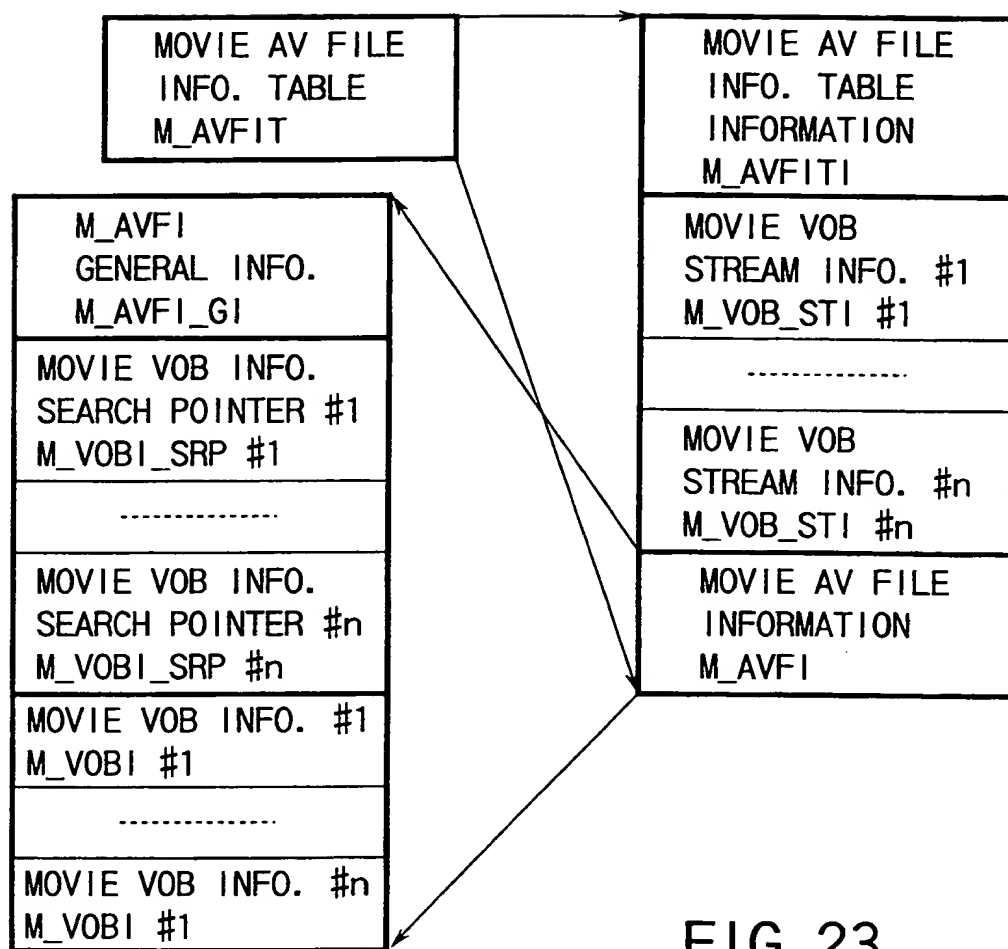 MOVIE AV FILE
INFO. TABLE
M_AVFIT
MOVIE AV FILE
INFO. TABLE
INFORMATION
M_AVFITI
MOVIE VOB
STREAM INFO. #1
M_VOB_STI #1
MOVIE VOB
STREAM INFO. #n
M_VOB_STI #n
MOVIE AV FILE
INFORMATION
M_AVFI
M_AVFI
GENERAL INFO.
M_AVFI_GI
MOVIE VOB INFO.
SEARCH POINTER #1
M_VOBI_SRP #1
MOVIE VOB INFO.
SEARCH POINTER #n
M_VOBI_SRP #n
MOVIE VOB INFO. #1
M_VOBI #1
MOVIE VOB INFO. #n
M_VOBI #1
FIG. 23